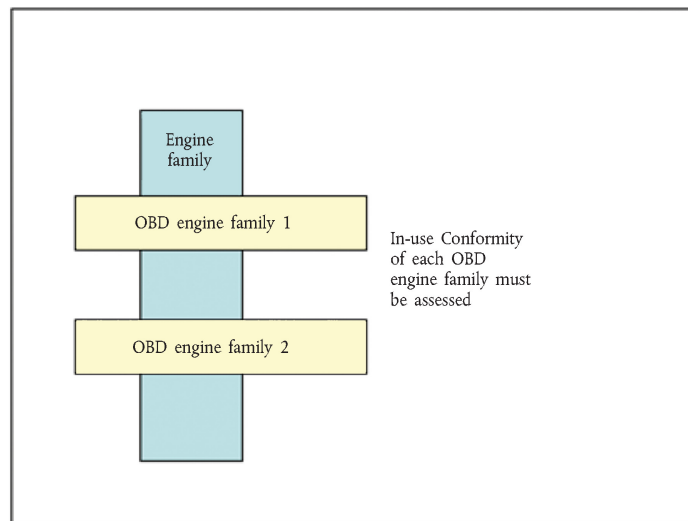 Engine
family
OBD engine family 1
In-use Conformity
of each OBD
engine family must
be assessed
OBD engine family 2